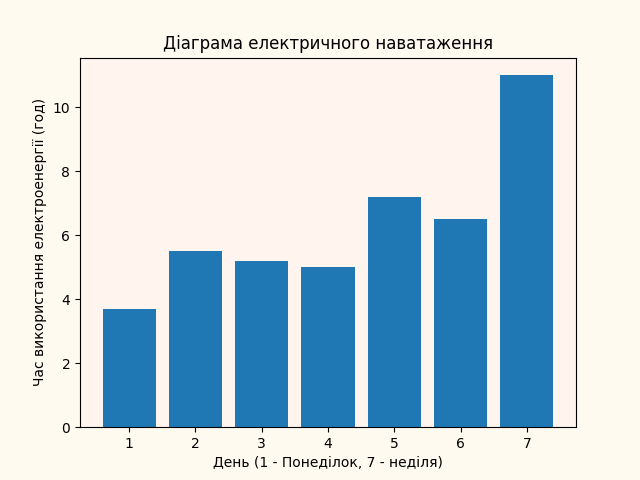 Діаграма електричного наватаження
Час використання електроенергії (год)
10
8
6
4
2
0
1 2 3 4 5 6 7
День (1 - Понеділок, 7 - неділя)